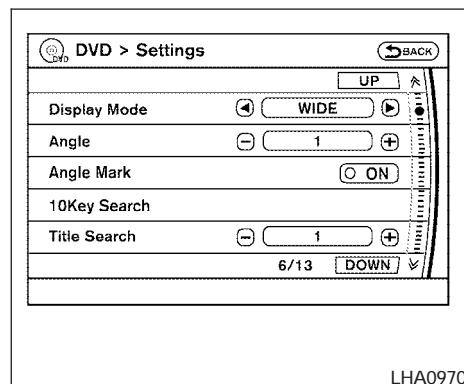 DVD DVD > Settings BACK
UP
Display Mode WIDE
Angle - 1 +
Angle Mark ON
10Key Search
Title Search - 1 +
6/13 DOWN
LHA0970